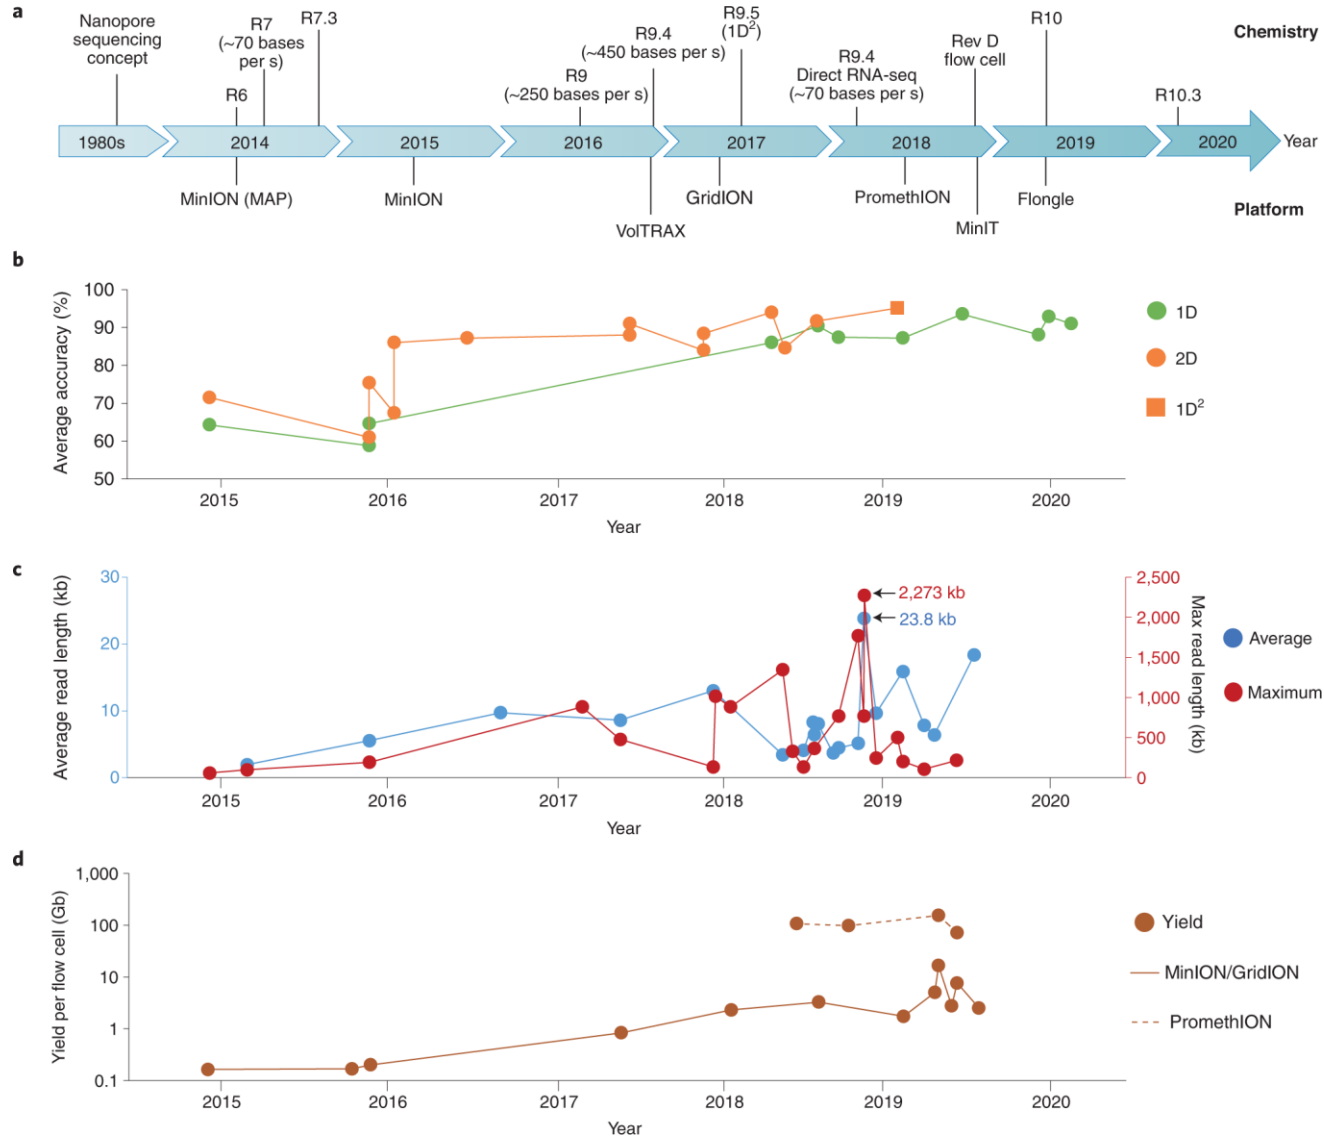 a
Nanopore
sequencing
concept
R6
R7
(~70 bases
per s)
R7.3
R9
(~250 bases per s)
R9.4
(~450 bases per s)
R9.5
(1D²)
R9.4
Direct RNA-seq
(~70 bases per s)
Rev D
flow cell
R10
R10.3
Chemistry
1980s
2014
2015
2016
2017
2018
2019
2020
Year
MinION (MAP)
MinION
VolTRAX
GridION
PromethION
MinIT
Flongle
Platform
b
Average accuracy (%)
100
90
80
70
60
50
2015
2016
2017
2018
2019
2020
Year
1D
2D
1D²
c
Average read length (kb)
30
20
10
0
2,273 kb
23.8 kb
2,500
2,000
1,500
1,000
500
0
Max read length (kb)
2015
2016
2017
2018
2019
2020
Year
Average
Maximum
d
Yield per flow cell (Gb)
1,000
100
10
1
0.1
2015
2016
2017
2018
2019
2020
Year
Yield
MinION/GridION
PromethION